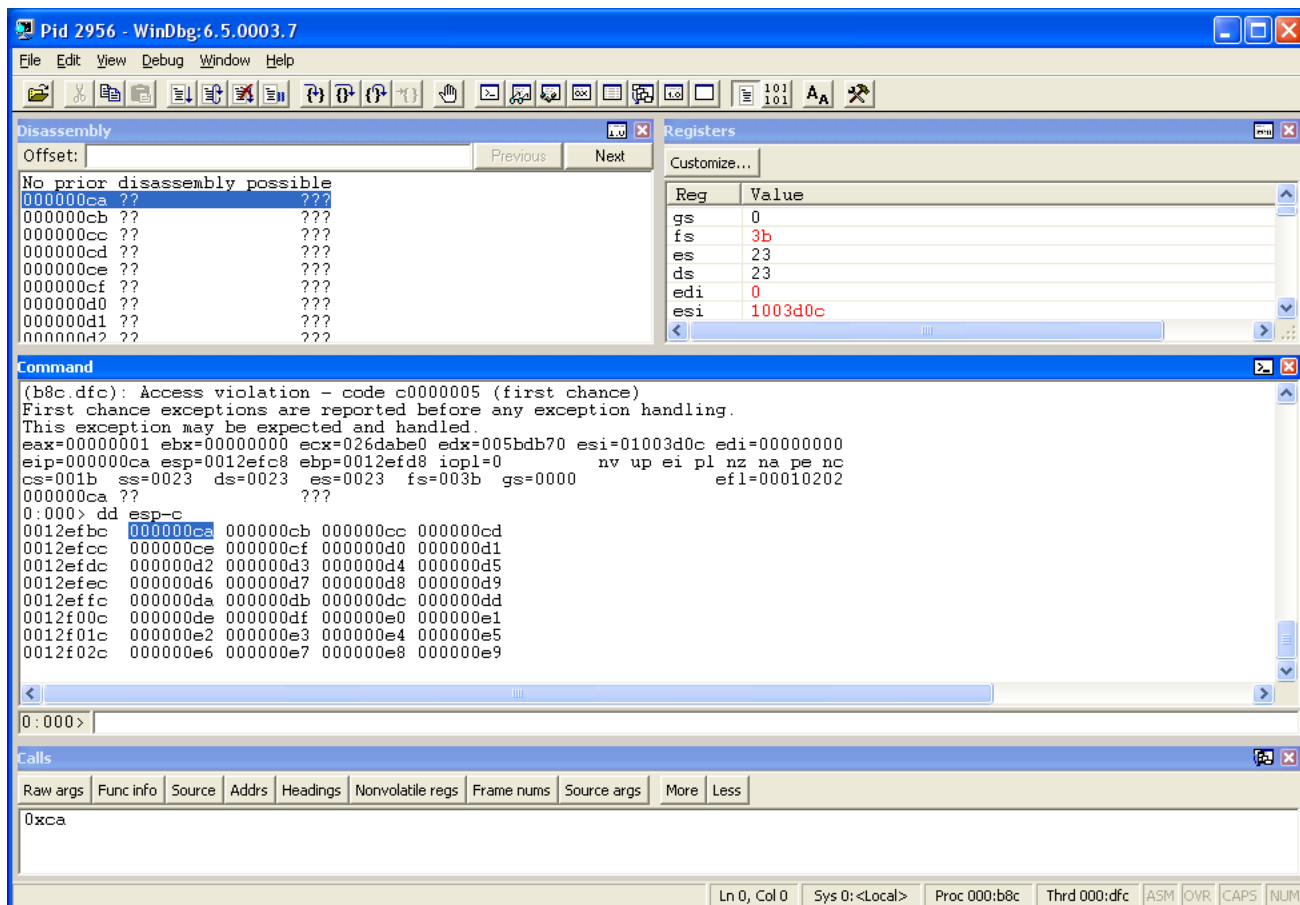 Pid 2956 - WinDbg:6.5.0003.7
File Edit View Debug Window Help
Disassembly
Offset: Previous Next
No prior disassembly possible
000000ca ?? ???
000000cb ?? ???
000000cc ?? ???
000000cd ?? ???
000000ce ?? ???
000000cf ?? ???
000000d0 ?? ???
000000d1 ?? ???
000000d2 ?? ???
Registers
Customize...
Reg Value
gs 0
fs 3b
es 23
ds 23
edi 0
esi 1003d0c
Command
(b8c.dfc): Access violation - code c0000005 (first chance)
First chance exceptions are reported before any exception handling.
This exception may be expected and handled.
eax=00000001 ebx=00000000 ecx=026dabe0 edx=005bdb70 esi=01003d0c edi=00000000
eip=000000ca esp=0012efc8 ebp=0012efd8 iopl=0 nv up ei pl nz na pe nc
cs=001b ss=0023 ds=0023 es=0023 fs=003b gs=0000 efl=00010202
000000ca ?? ???
0:000> dd esp-c
0012efbc 000000ca 000000cb 000000cc 000000cd
0012efcc 000000ce 000000cf 000000d0 000000d1
0012efdc 000000d2 000000d3 000000d4 000000d5
0012efec 000000d6 000000d7 000000d8 000000d9
0012effc 000000da 000000db 000000dc 000000dd
0012f00c 000000de 000000df 000000e0 000000e1
0012f01c 000000e2 000000e3 000000e4 000000e5
0012f02c 000000e6 000000e7 000000e8 000000e9
0:000>
Calls
Raw args Func info Source Addrs Headings Nonvolatile regs Frame nums Source args More Less
0xca
Ln 0, Col 0 Sys 0:<Local> Proc 000:b8c Thrd 000:dfc ASM OVR CAPS NUM